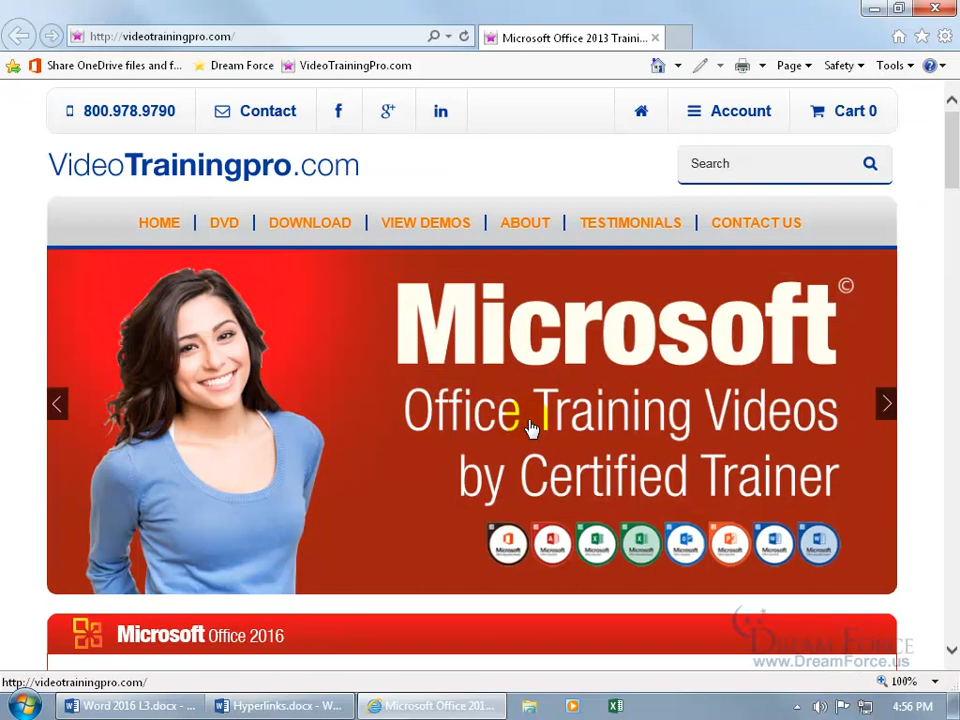 http://videotrainingpro.com/
Microsoft Office 2013 Traini...
Share OneDrive files and f...
Dream Force
VideoTrainingPro.com
Page
Safety
Tools
800.978.9790
Contact
f
g+
in
Account
Cart 0
VideoTrainingpro.com
Search
HOME | DVD | DOWNLOAD | VIEW DEMOS | ABOUT | TESTIMONIALS | CONTACT US
Microsoft©
Office Training Videos
by Certified Trainer
Microsoft Office 2016
DREAM FORCE
www.DreamForce.us
http://videotrainingpro.com/
100%
Word 2016 L3.docx - ...
Hyperlinks.docx - W...
Microsoft Office 201...
4:56 PM